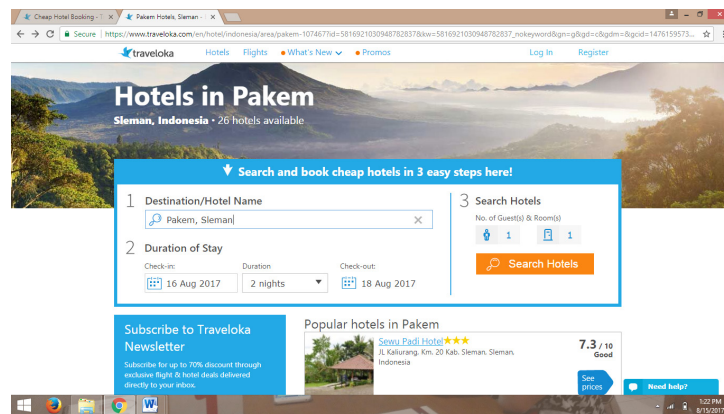 Cheap Hotel Booking -
Pakem Hotels, Sleman -
Secure | https://www.traveloka.com/en/hotel/indonesia/area/pakem-107467?id=5816921030948782837&kw=5816921030948782837_nokeyword&gn=g&gd=c&gdm=&gcid=1476159573...
traveloka Hotels Flights What's New Promos Log In Register
Hotels in Pakem
Sleman, Indonesia • 26 hotels available
Search and book cheap hotels in 3 easy steps here!
1 Destination/Hotel Name
Pakem, Sleman
2 Duration of Stay
Check-in: Duration Check-out:
16 Aug 2017 2 nights 18 Aug 2017
3 Search Hotels
No. of Guest(s) & Room(s)
1 1
Search Hotels
Subscribe to Traveloka
Newsletter
Subscribe for up to 70% discount through
exclusive flight & hotel deals delivered
directly to your inbox.
Popular hotels in Pakem
Sewu Padi Hotel
JL Kaliurang, Km. 20 Kab. Sleman, Sleman,
Indonesia
7.3 / 10
Good
See
prices
Need help?
1:22 PM